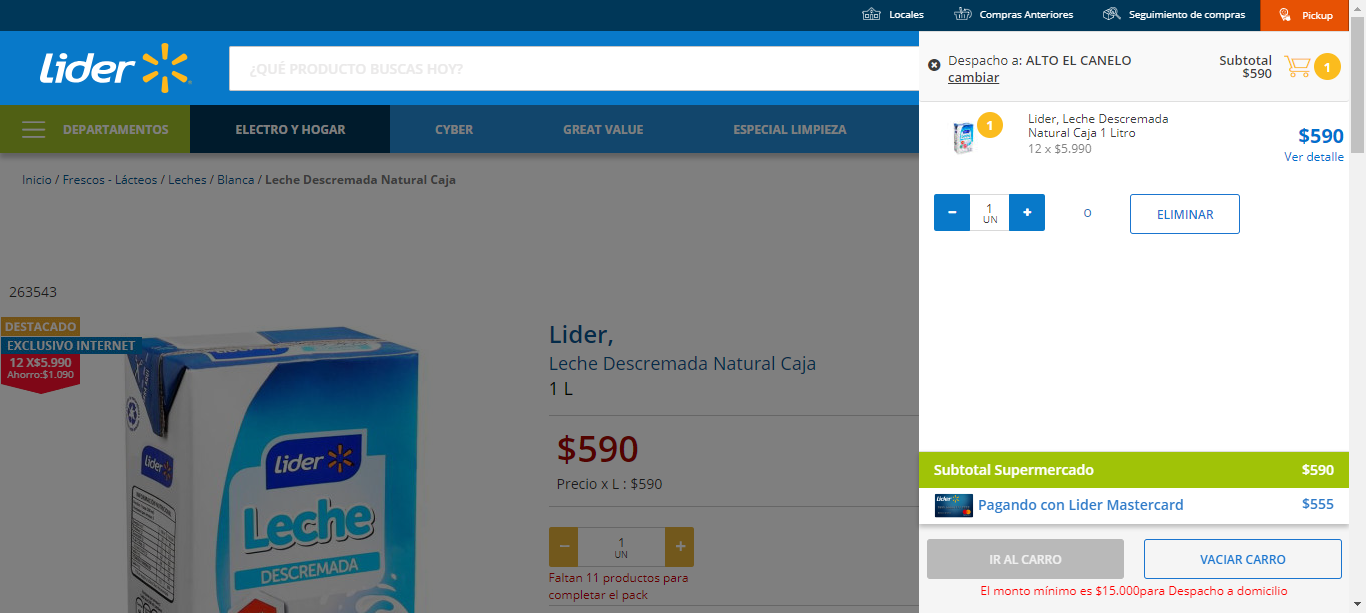 Locales Compras Anteriores Seguimiento de compras Pickup
Lider
¿QUÉ PRODUCTO BUSCAS HOY?
Despacho a: ALTO EL CANELO
cambiar
Subtotal
$590
1
DEPARTAMENTOS ELECTRO Y HOGAR CYBER GREAT VALUE ESPECIAL LIMPIEZA
1
Lider, Leche Descremada
Natural Caja 1 Litro
12 x $5.990
$590
Ver detalle
Inicio / Frescos - Lácteos / Leches / Blanca / Leche Descremada Natural Caja
- 1 +
UN
O
ELIMINAR
263543
DESTACADO
EXCLUSIVO INTERNET
12 X$5.990
Ahorro:$1.090
Lider,
Leche Descremada Natural Caja
1 L
lider
lider
Leche
DESCREMADA
$590
Precio x L : $590
- 1 +
UN
Faltan 11 productos para
completar el pack
Subtotal Supermercado $590
Pagando con Lider Mastercard $555
IR AL CARRO VACIAR CARRO
El monto mínimo es $15.000para Despacho a domicilio